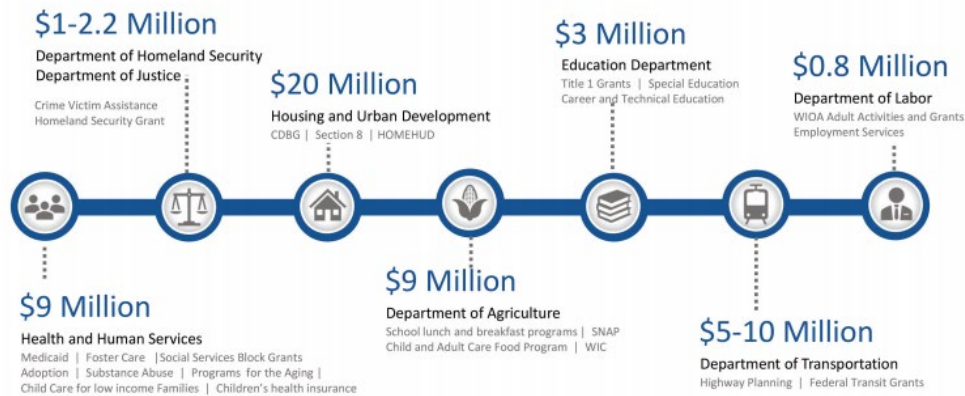 $1-2.2 Million
Department of Homeland Security
Department of Justice
Crime Victim Assistance
Homeland Security Grant
$20 Million
Housing and Urban Development
CDBG | Section 8 | HOMEHUD
$3 Million
Education Department
Title 1 Grants | Special Education
Career and Technical Education
$0.8 Million
Department of Labor
WIOA Adult Activities and Grants
Employment Services
$9 Million
Health and Human Services
Medicaid | Foster Care |Social Services Block Grants
Adoption | Substance Abuse | Programs for the Aging |
Child Care for low income Families | Children's health insurance
$9 Million
Department of Agriculture
School lunch and breakfast programs | SNAP
Child and Adult Care Food Program | WIC
$5-10 Million
Department of Transportation
Highway Planning | Federal Transit Grants